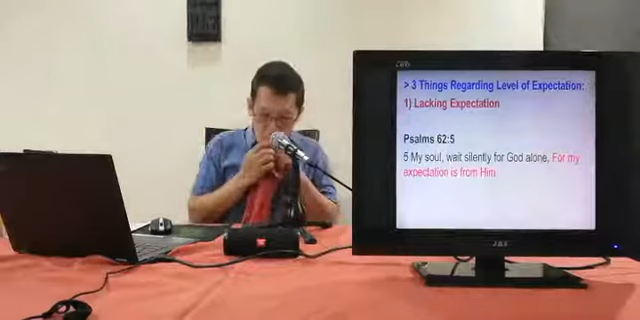 > 3 Things Regarding Level of Expectation:
1) Lacking Expectation
Psalms 62:5
5 My soul, wait silently for God alone, For my
expectation is from Him.